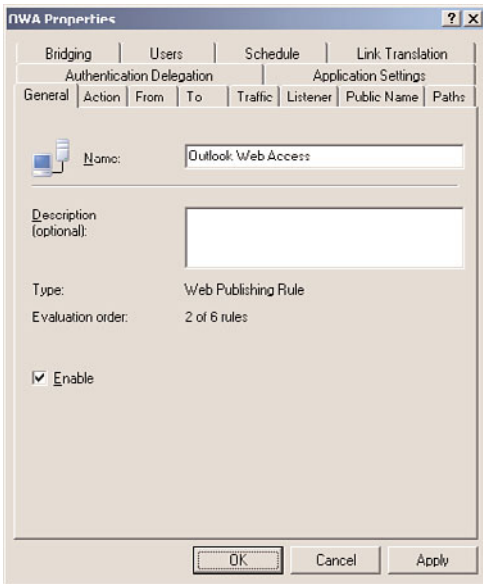 OWA Properties
Bridging Users Schedule Link Translation
Authentication Delegation Application Settings
General Action From To Traffic Listener Public Name Paths
Name: Outlook Web Access
Description
(optional):
Type: Web Publishing Rule
Evaluation order: 2 of 6 rules
Enable
OK Cancel Apply